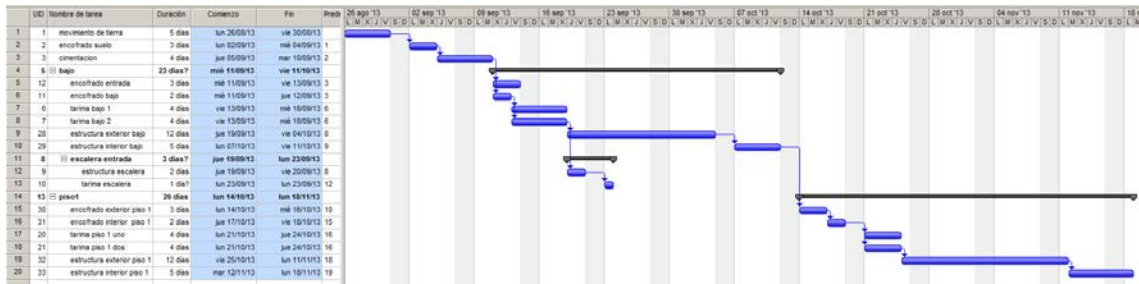 UID Nombre de tarea Duración Comienzo Fin Prede 26 ago '13 02 sep '13 09 sep '13 16 sep '13 23 sep '13 30 sep '13 07 oct '13 14 oct '13 21 oct '13 28 oct '13 04 nov '13 11 nov '13 18
L M X J V S D L M X J V S D L M X J V S D L M X J V S D L M X J V S D L M X J V S D L M X J V S D L M X J V S D L M X J V S D L M X J V S D L M X J V S D L M X J V S D L M
1 1 movimiento de tierra 5 días lun 26/08/13 vie 30/08/13
2 2 encofrado suelo 3 días lun 02/09/13 mié 04/09/13 1
3 3 cimentacion 4 días jue 05/09/13 mar 10/09/13 2
4 5 bajo 23 días? mié 11/09/13 vie 11/10/13
5 12 encofrado entrada 3 días mié 11/09/13 vie 13/09/13 3
6 11 encofrado bajo 2 días mié 11/09/13 jue 12/09/13 3
7 6 tarima bajo 1 4 días vie 13/09/13 mié 18/09/13 6
8 7 tarima bajo 2 4 días vie 13/09/13 mié 18/09/13 6
9 28 estructura exterior bajo 12 días jue 19/09/13 vie 04/10/13 8
10 29 estructura interior bajo 5 días lun 07/10/13 vie 11/10/13 9
11 8 escalera entrada 3 días? jue 19/09/13 lun 23/09/13
12 9 estructura escalera 2 días jue 19/09/13 vie 20/09/13 8
13 10 tarima escalera 1 día? lun 23/09/13 lun 23/09/13 12
14 13 piso1 26 días lun 14/10/13 lun 18/11/13
15 30 encofrado exterior piso 1 3 días lun 14/10/13 mié 16/10/13 10
16 31 encofrado interior piso 1 2 días jue 17/10/13 vie 18/10/13 15
17 20 tarima piso 1 uno 4 días lun 21/10/13 jue 24/10/13 16
18 21 tarima piso 1 dos 4 días lun 21/10/13 jue 24/10/13 16
19 32 estructura exterior piso 1 12 días vie 25/10/13 lun 11/11/13 18
20 33 estructura interior piso 1 5 días mar 12/11/13 lun 18/11/13 19